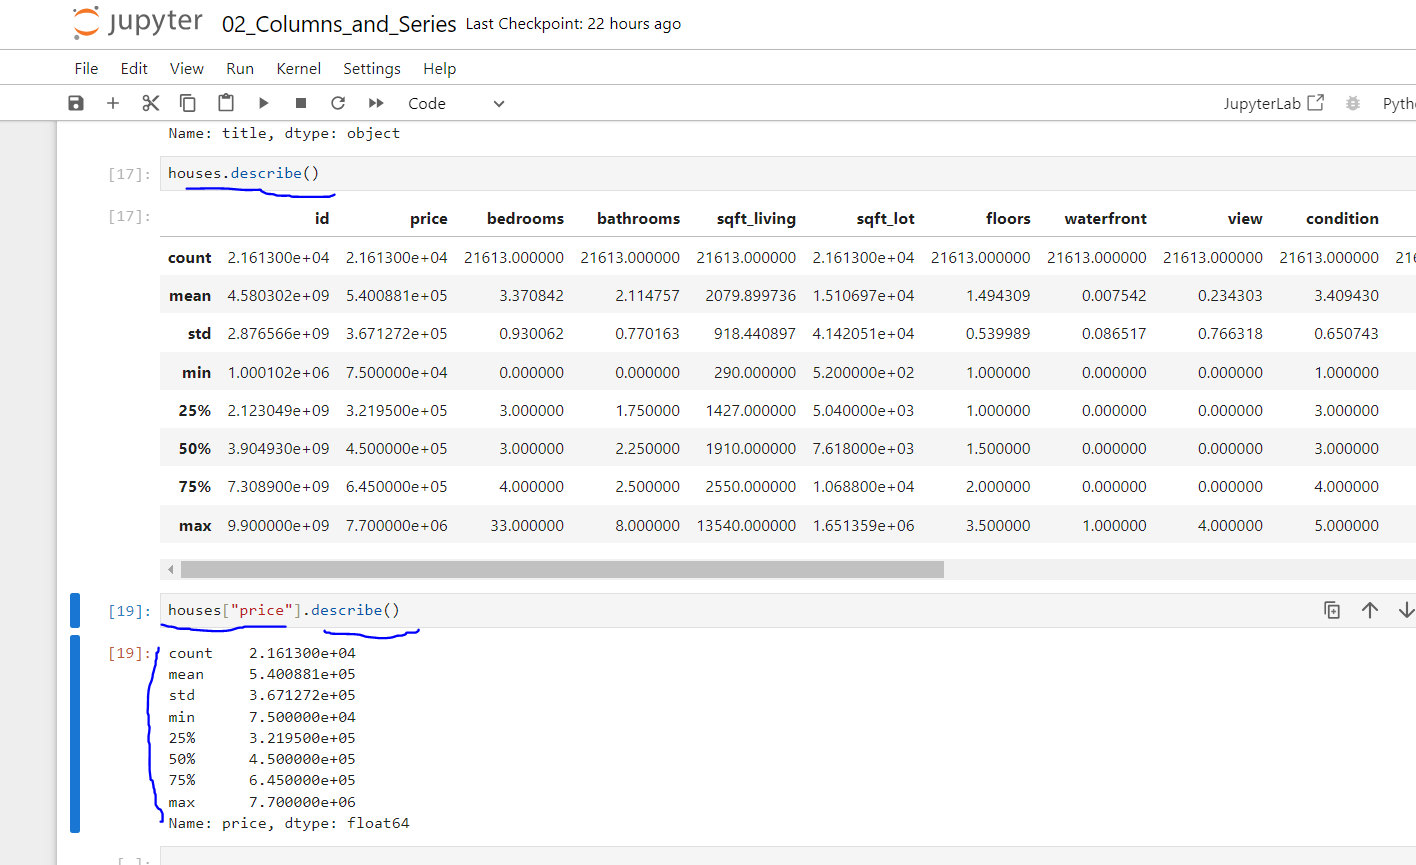 jupyter 02_Columns_and_Series Last Checkpoint: 22 hours ago
File Edit View Run Kernel Settings Help
Code JupyterLab Pyth
Name: title, dtype: object
[17]: houses.describe()
[17]: id price bedrooms bathrooms sqft_living sqft_lot floors waterfront view condition
count 2.161300e+04 2.161300e+04 21613.000000 21613.000000 21613.000000 2.161300e+04 21613.000000 21613.000000 21613.000000 21613.000000 216
mean 4.580302e+09 5.400881e+05 3.370842 2.114757 2079.899736 1.510697e+04 1.494309 0.007542 0.234303 3.409430
std 2.876566e+09 3.671272e+05 0.930062 0.770163 918.440897 4.142051e+04 0.539989 0.086517 0.766318 0.650743
min 1.000102e+06 7.500000e+04 0.000000 0.000000 290.000000 5.200000e+02 1.000000 0.000000 0.000000 1.000000
25% 2.123049e+09 3.219500e+05 3.000000 1.750000 1427.000000 5.040000e+03 1.000000 0.000000 0.000000 3.000000
50% 3.904930e+09 4.500000e+05 3.000000 2.250000 1910.000000 7.618000e+03 1.500000 0.000000 0.000000 3.000000
75% 7.308900e+09 6.450000e+05 4.000000 2.500000 2550.000000 1.068800e+04 2.000000 0.000000 0.000000 4.000000
max 9.900000e+09 7.700000e+06 33.000000 8.000000 13540.000000 1.651359e+06 3.500000 1.000000 4.000000 5.000000
[19]: houses["price"].describe()
[19]: count 2.161300e+04
mean 5.400881e+05
std 3.671272e+05
min 7.500000e+04
25% 3.219500e+05
50% 4.500000e+05
75% 6.450000e+05
max 7.700000e+06
Name: price, dtype: float64
[ ]: